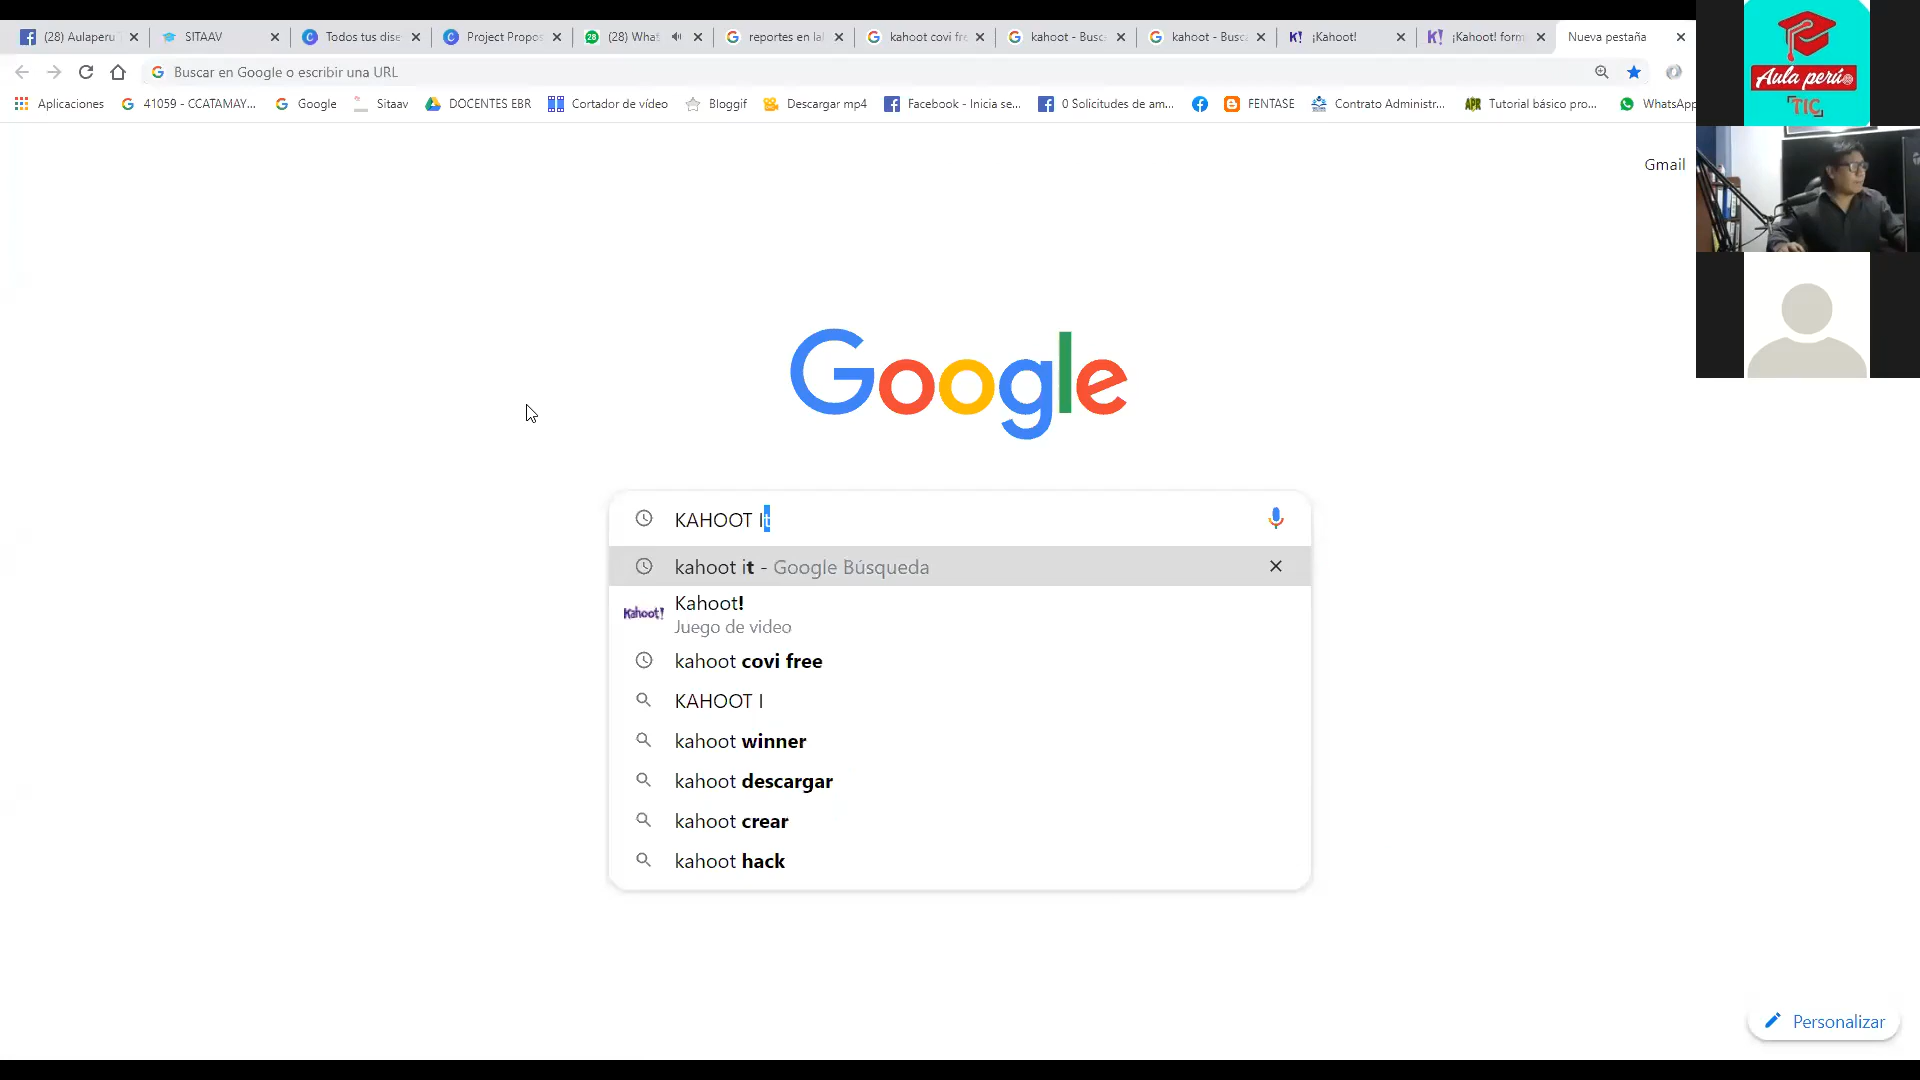 (28) Aulaperu
SITAAV
Todos tus dise
Project Propos
(28) What
reportes en la
kahoot covi fre
kahoot - Busc
kahoot - Busc
K! ¡Kahoot!
K! ¡Kahoot! form
Nueva pestaña
Buscar en Google o escribir una URL
Aplicaciones
41059 - CCATAMAY...
Google
Sitaav
DOCENTES EBR
Cortador de vídeo
Bloggif
Descargar mp4
Facebook - Inicia se...
0 Solicitudes de am...
FENTASE
Contrato Administr...
Tutorial básico pro...
WhatsApp
Aula perú
TIC
Gmail
Google
KAHOOT It
kahoot it - Google Búsqueda
Kahoot!
Kahoot!
Juego de video
kahoot covi free
KAHOOT I
kahoot winner
kahoot descargar
kahoot crear
kahoot hack
Personalizar